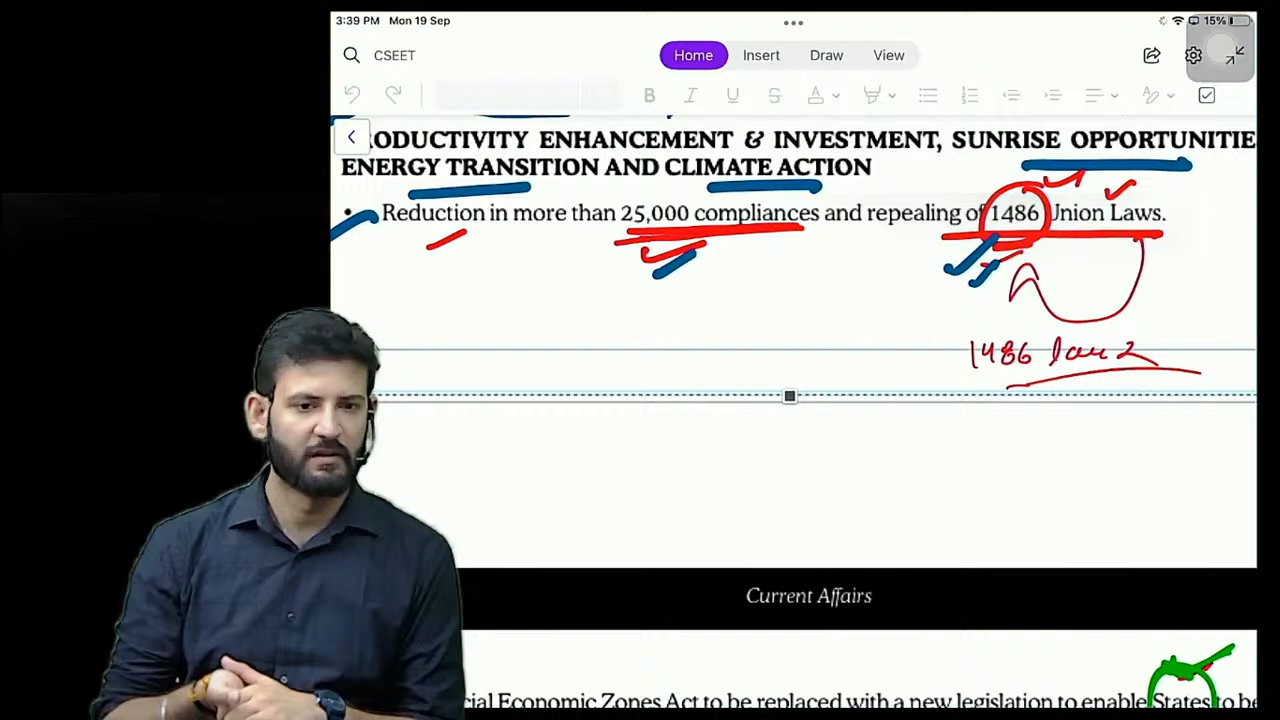 3:39 PM Mon 19 Sep
15%
CSEET
Home Insert Draw View
B I U S A
RODUCTIVITY ENHANCEMENT & INVESTMENT, SUNRISE OPPORTUNITIE
ENERGY TRANSITION AND CLIMATE ACTION
• Reduction in more than 25,000 compliances and repealing of 1486 Union Laws.
1486
Current Affairs
cial Economic Zones Act to be replaced with a new legislation to enable States to be